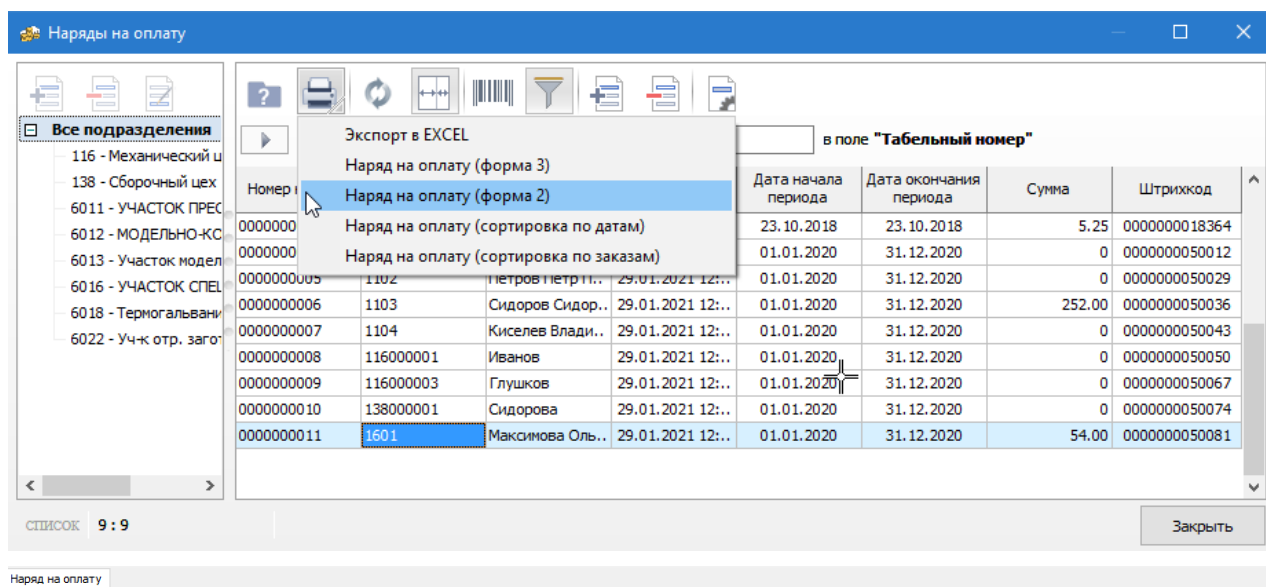 Наряды на оплату
Все подразделения
116 - Механический ц
138 - Сборочный цех
6011 - УЧАСТОК ПРЕС
6012 - МОДЕЛЬНО-КО
6013 - Участок модел
6016 - УЧАСТОК СПЕЦ
6018 - Термогальвани
6022 - Уч-к отр. загот
?
в поле "Табельный номер"
Экспорт в EXCEL
Наряд на оплату (форма 3)
Наряд на оплату (форма 2)
Наряд на оплату (сортировка по датам)
Наряд на оплату (сортировка по заказам)
Номер Дата начала периода Дата окончания периода Сумма Штрихкод
0000000 23.10.2018 23.10.2018 5.25 0000000018364
0000000 01.01.2020 31.12.2020 0 0000000050012
0000000005 1102 Петров Петр П.. 29.01.2021 12:.. 01.01.2020 31.12.2020 0 0000000050029
0000000006 1103 Сидоров Сидор.. 29.01.2021 12:.. 01.01.2020 31.12.2020 252.00 0000000050036
0000000007 1104 Киселев Влади.. 29.01.2021 12:.. 01.01.2020 31.12.2020 0 0000000050043
0000000008 116000001 Иванов 29.01.2021 12:.. 01.01.2020 31.12.2020 0 0000000050050
0000000009 116000003 Глушков 29.01.2021 12:.. 01.01.2020 31.12.2020 0 0000000050067
0000000010 138000001 Сидорова 29.01.2021 12:.. 01.01.2020 31.12.2020 0 0000000050074
0000000011 1601 Максимова Оль.. 29.01.2021 12:.. 01.01.2020 31.12.2020 54.00 0000000050081
СПИСОК 9:9
Закрыть
Наряд на оплату